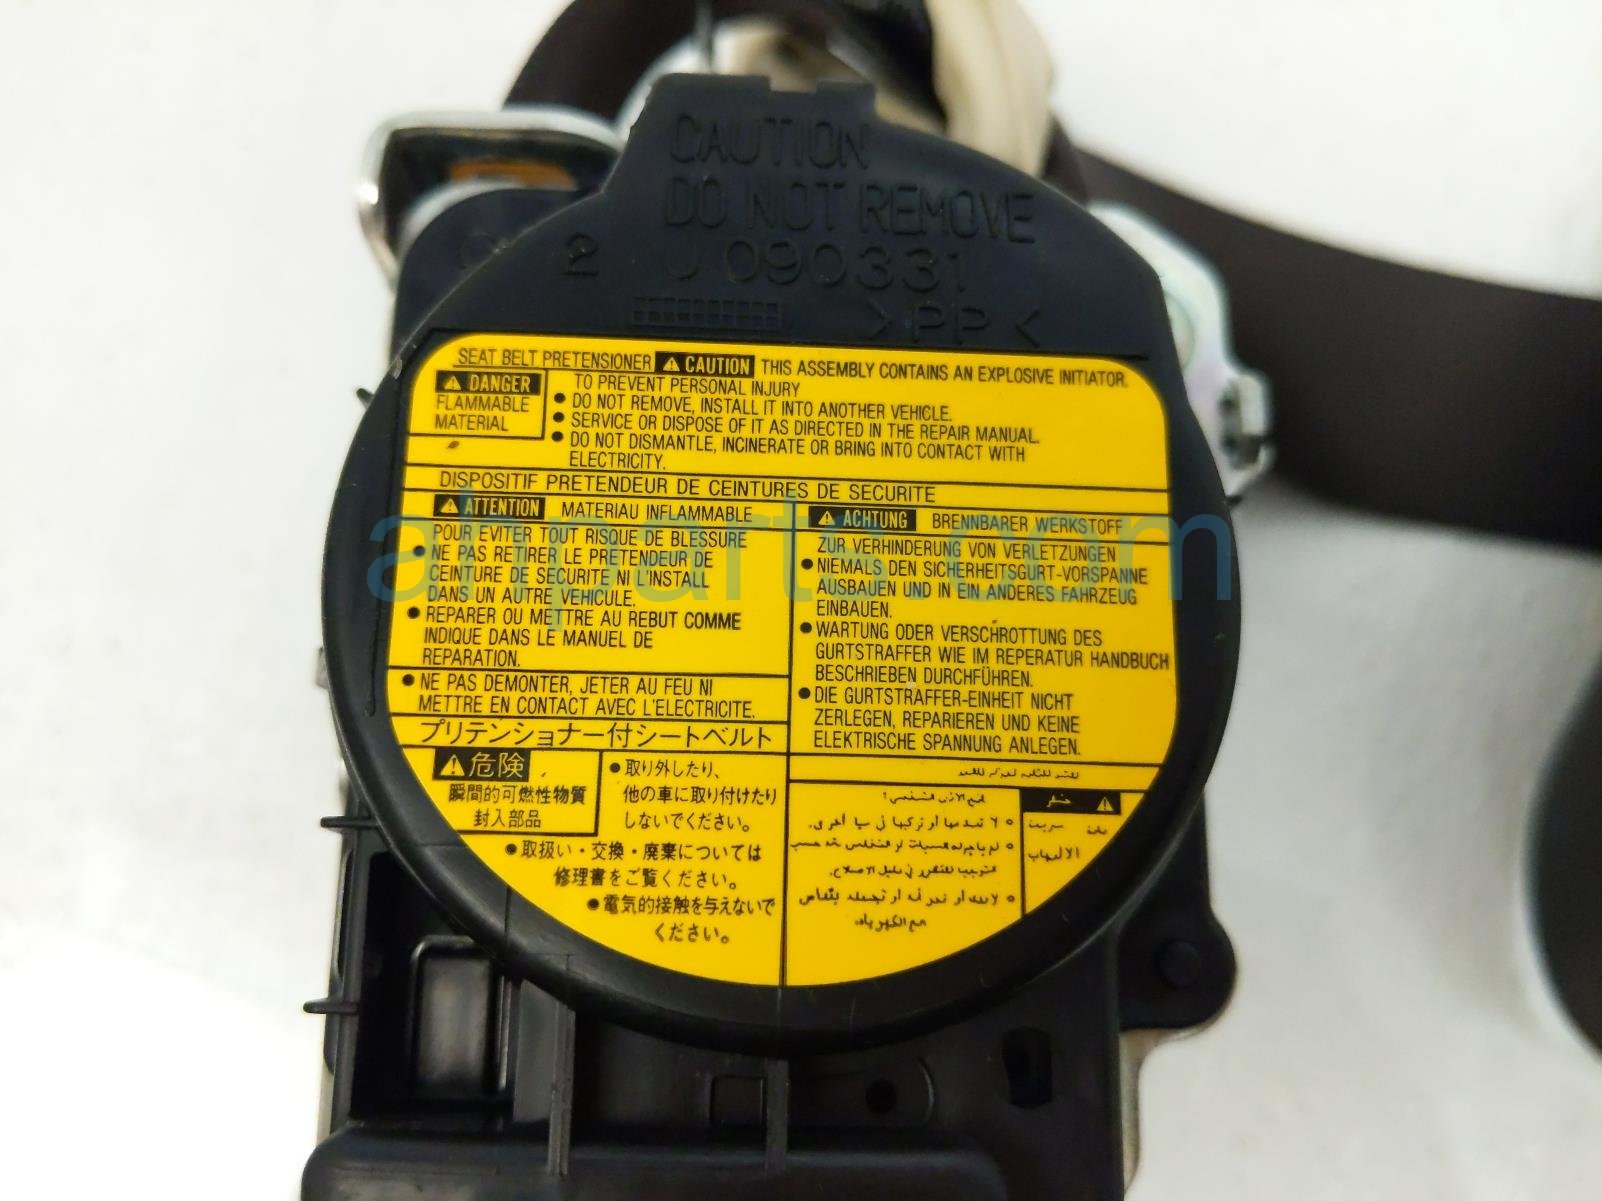 CAUTION
DO NOT REMOVE
2 U 090331
>PP<
SEAT BELT PRETENSIONER ⚠ CAUTION THIS ASSEMBLY CONTAINS AN EXPLOSIVE INITIATOR.
⚠ DANGER
FLAMMABLE
MATERIAL
TO PREVENT PERSONAL INJURY
● DO NOT REMOVE, INSTALL IT INTO ANOTHER VEHICLE.
● SERVICE OR DISPOSE OF IT AS DIRECTED IN THE REPAIR MANUAL.
● DO NOT DISMANTLE, INCINERATE OR BRING INTO CONTACT WITH
ELECTRICITY.
DISPOSITIF PRETENDEUR DE CEINTURES DE SECURITE
⚠ ATTENTION MATERIAU INFLAMMABLE
POUR EVITER TOUT RISQUE DE BLESSURE
● NE PAS RETIRER LE PRETENDEUR DE
CEINTURE DE SECURITE NI L'INSTALL
DANS UN AUTRE VEHICULE.
● REPARER OU METTRE AU REBUT COMME
INDIQUE DANS LE MANUEL DE
REPARATION.
● NE PAS DEMONTER, JETER AU FEU NI
METTRE EN CONTACT AVEC L'ELECTRICITE.
⚠ ACHTUNG BRENNBARER WERKSTOFF
ZUR VERHINDERUNG VON VERLETZUNGEN
● NIEMALS DEN SICHERHEITSGURT-VORSPANNE
AUSBAUEN UND IN EIN ANDERES FAHRZEUG
EINBAUEN.
● WARTUNG ODER VERSCHROTTUNG DES
GURTSTRAFFER WIE IM REPERATUR HANDBUCH
BESCHRIEBEN DURCHFÜHREN.
● DIE GURTSTRAFFER-EINHEIT NICHT
ZERLEGEN, REPARIEREN UND KEINE
ELEKTRISCHE SPANNUNG ANLEGEN.
プリテンショナー付シートベルト
⚠危険
瞬間的可燃性物質
封入部品
●取り外したり、
他の車に取り付けたり
しないでください。
●取扱い・交換・廃棄については
修理書をご覧ください。
●電気的接触を与えないで
ください。
⚠ خطر
مادة سريعة
الالتهاب
مع الكهرباء.
ahparts.com